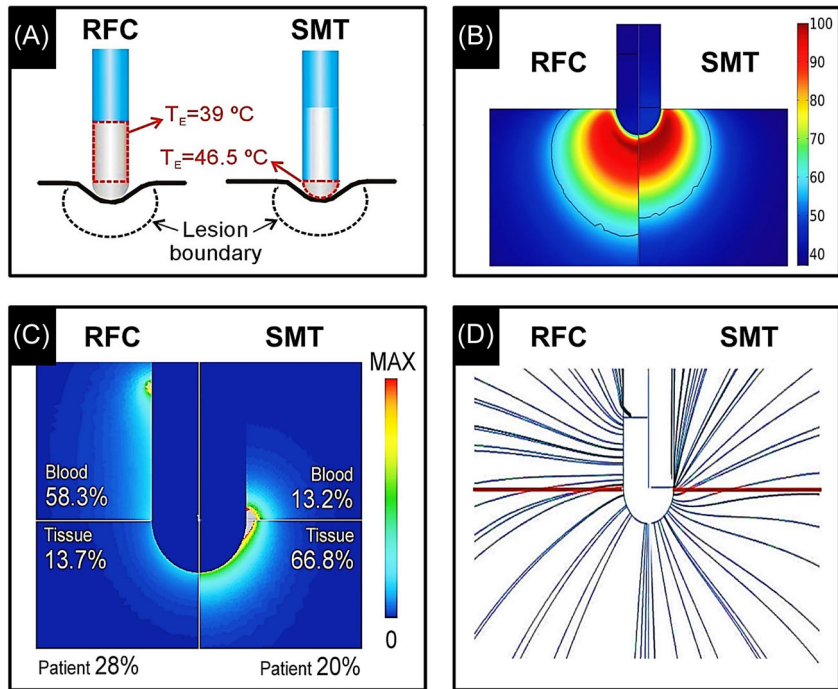 (A)
RFC
SMT
T_E=39 ºC
T_E=46.5 ºC
Lesion
boundary
(B)
RFC
SMT
100
90
80
70
60
50
40
(C)
RFC
SMT
MAX
Blood
58.3%
Blood
13.2%
Tissue
13.7%
Tissue
66.8%
0
Patient 28%
Patient 20%
(D)
RFC
SMT